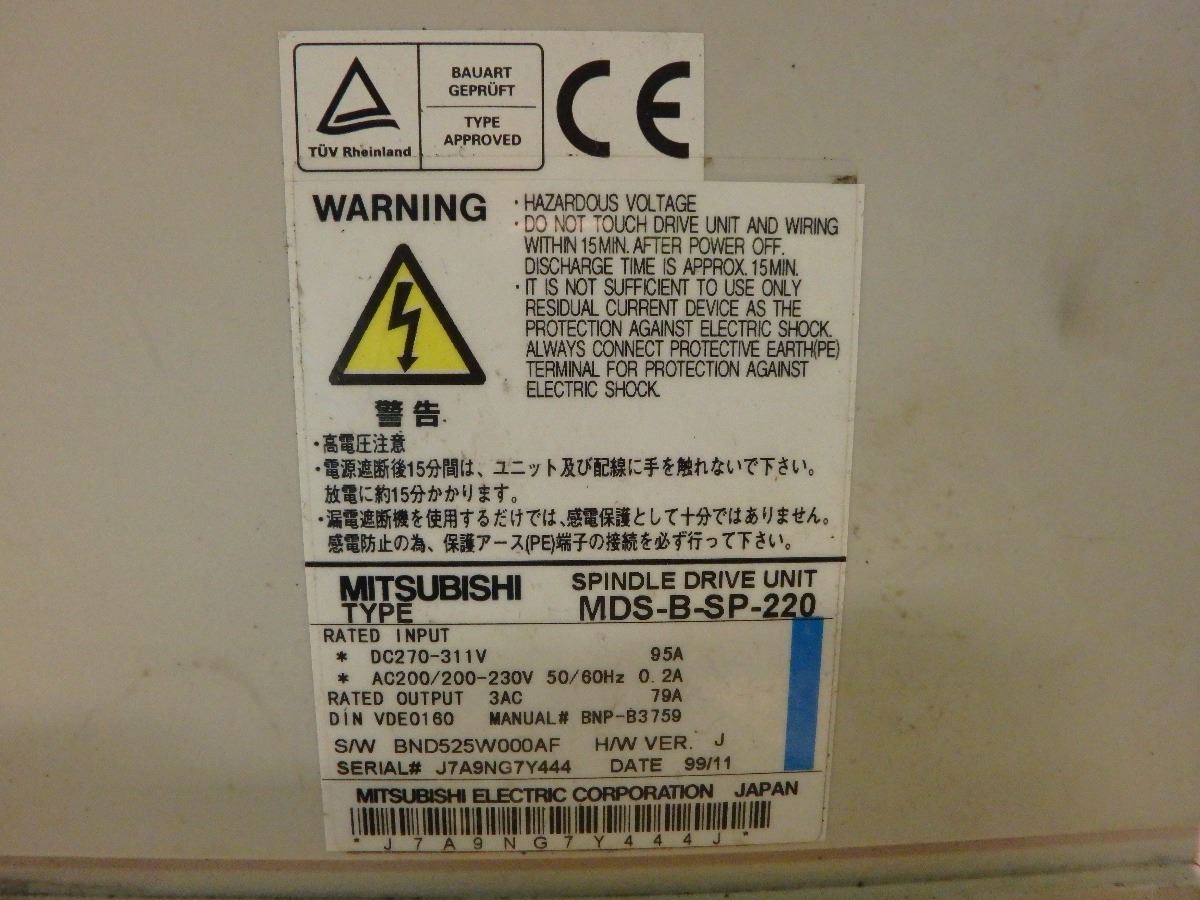 BAUART
GEPRÜFT
TYPE
APPROVED
TÜV Rheinland
CE
WARNING
・HAZARDOUS VOLTAGE
・DO NOT TOUCH DRIVE UNIT AND WIRING
WITHIN 15MIN. AFTER POWER OFF.
DISCHARGE TIME IS APPROX. 15MIN.
・IT IS NOT SUFFICIENT TO USE ONLY
RESIDUAL CURRENT DEVICE AS THE
PROTECTION AGAINST ELECTRIC SHOCK.
ALWAYS CONNECT PROTECTIVE EARTH(PE)
TERMINAL FOR PROTECTION AGAINST
ELECTRIC SHOCK.
警告
・高電圧注意
・電源遮断後15分間は、ユニット及び配線に手を触れないで下さい。
放電に約15分かかります。
・漏電遮断機を使用するだけでは、感電保護として十分ではありません。
感電防止の為、保護アース(PE)端子の接続を必ず行って下さい。
MITSUBISHI SPINDLE DRIVE UNIT
TYPE MDS-B-SP-220
RATED INPUT
* DC270-311V 95A
* AC200/200-230V 50/60Hz 0.2A
RATED OUTPUT 3AC 79A
DIN VDE0160 MANUAL# BNP-B3759
S/W BND525W000AF H/W VER. J
SERIAL# J7A9NG7Y444 DATE 99/11
MITSUBISHI ELECTRIC CORPORATION JAPAN
* J 7 A 9 N G 7 Y 4 4 4 J *